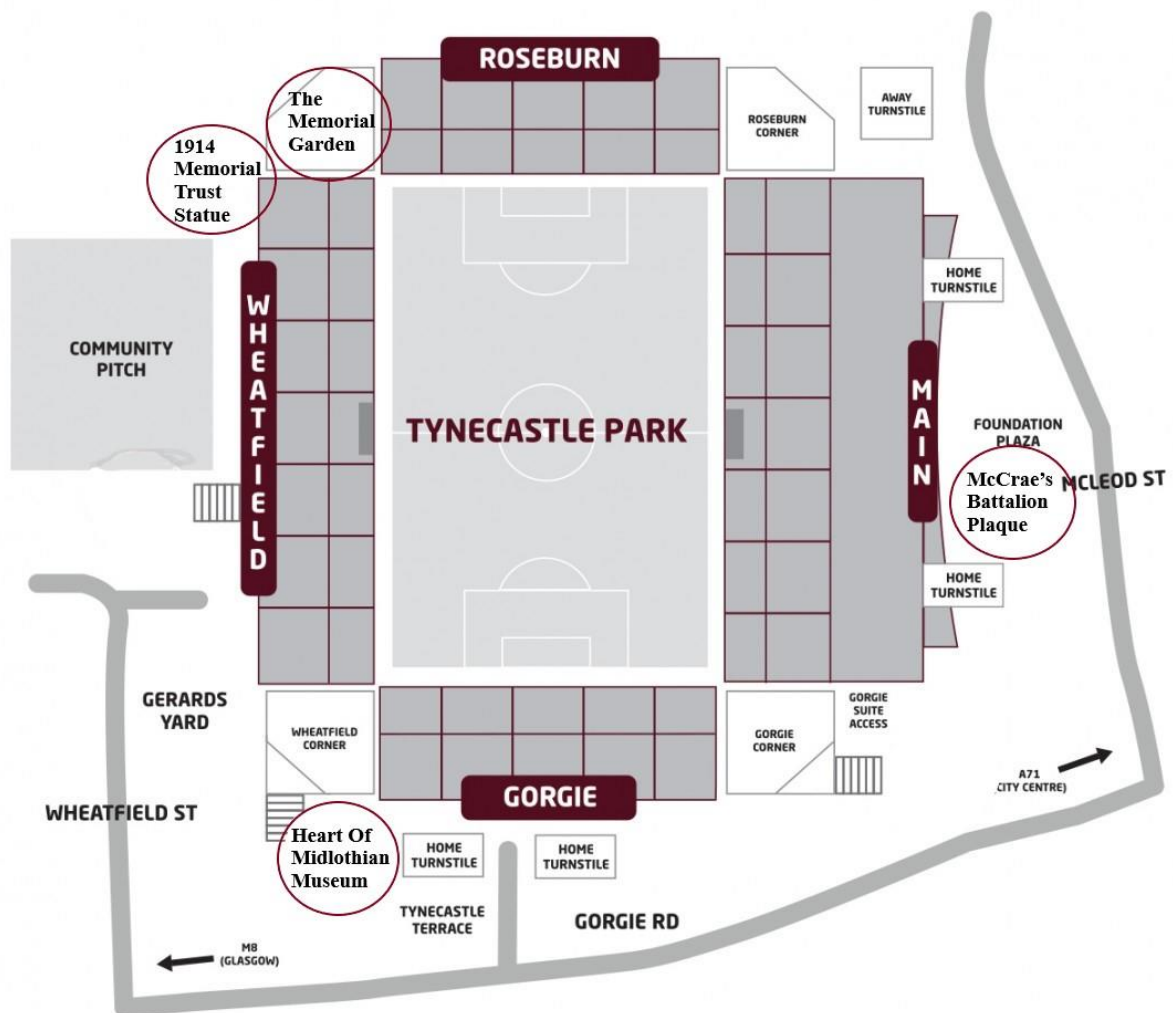 ROSEBURN
The
Memorial
Garden
1914
Memorial
Trust
Statue
ROSEBURN
CORNER
AWAY
TURNSTILE
HOME
TURNSTILE
WHEATFIELD
COMMUNITY
PITCH
TYNECASTLE PARK
MAIN
FOUNDATION
PLAZA
MCLEOD ST
McCrae's
Battalion
Plaque
HOME
TURNSTILE
GERARDS
YARD
WHEATFIELD
CORNER
GORGIE
CORNER
GORGIE
SUITE
ACCESS
A71
CITY CENTRE)
WHEATFIELD ST
GORGIE
Heart Of
Midlothian
Museum
HOME
TURNSTILE
HOME
TURNSTILE
TYNECASTLE
TERRACE
GORGIE RD
M8
(GLASGOW)